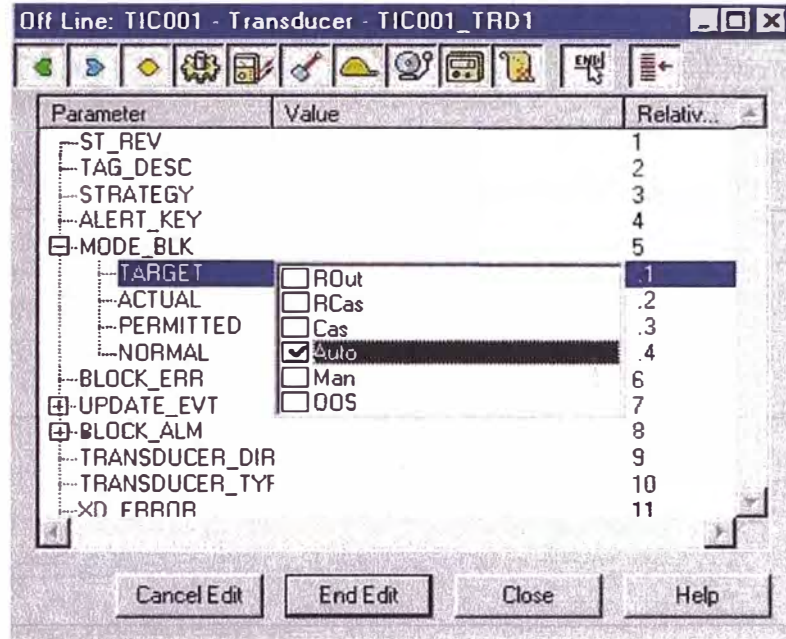 Off Line: TIC001 - Transducer - TIC001_TRD1
END
Parameter Value Relativ...
ST_REV 1
TAG_DESC 2
STRATEGY 3
ALERT_KEY 4
MODE_BLK 5
TARGET ROut .1
ACTUAL RCas .2
PERMITTED Cas .3
NORMAL Auto .4
BLOCK_ERR Man 6
UPDATE_EVT OOS 7
BLOCK_ALM 8
TRANSDUCER_DIR 9
TRANSDUCER_TYF 10
XD_ERROR 11
Cancel Edit End Edit Close Help